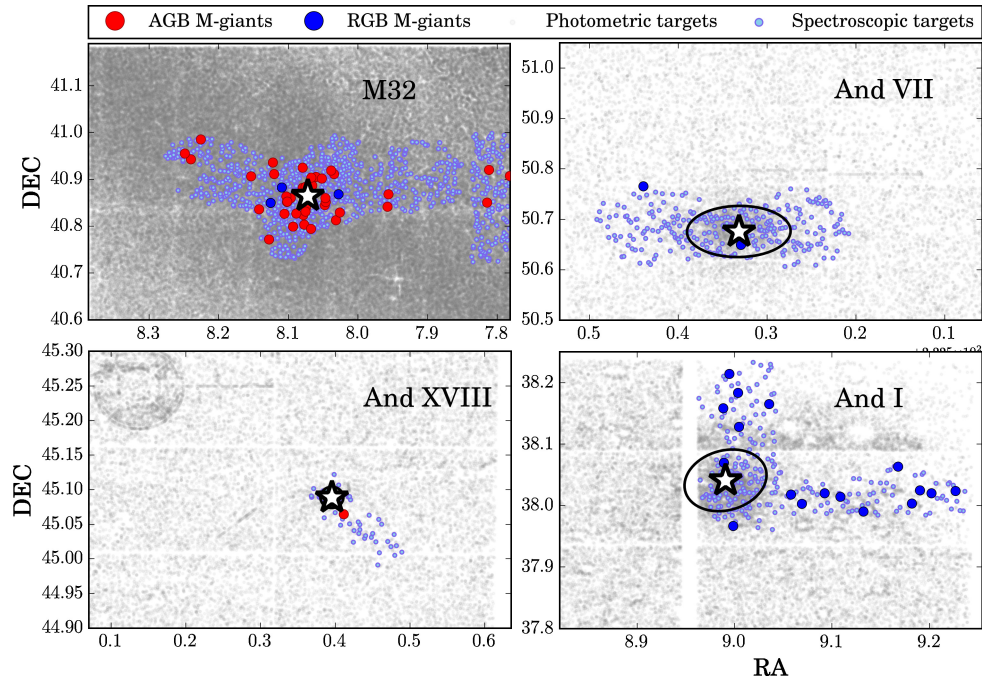 AGB M-giants RGB M-giants Photometric targets Spectroscopic targets
M32
DEC
41.1
41.0
40.9
40.8
40.7
40.6
8.3 8.2 8.1 8.0 7.9 7.8
And VII
51.0
50.9
50.8
50.7
50.6
50.5
0.5 0.4 0.3 0.2 0.1
And XVIII
DEC
45.30
45.25
45.20
45.15
45.10
45.05
45.00
44.95
44.90
0.1 0.2 0.3 0.4 0.5 0.6
And I
38.2
38.1
38.0
37.9
37.8
8.9 9.0 9.1 9.2
RA